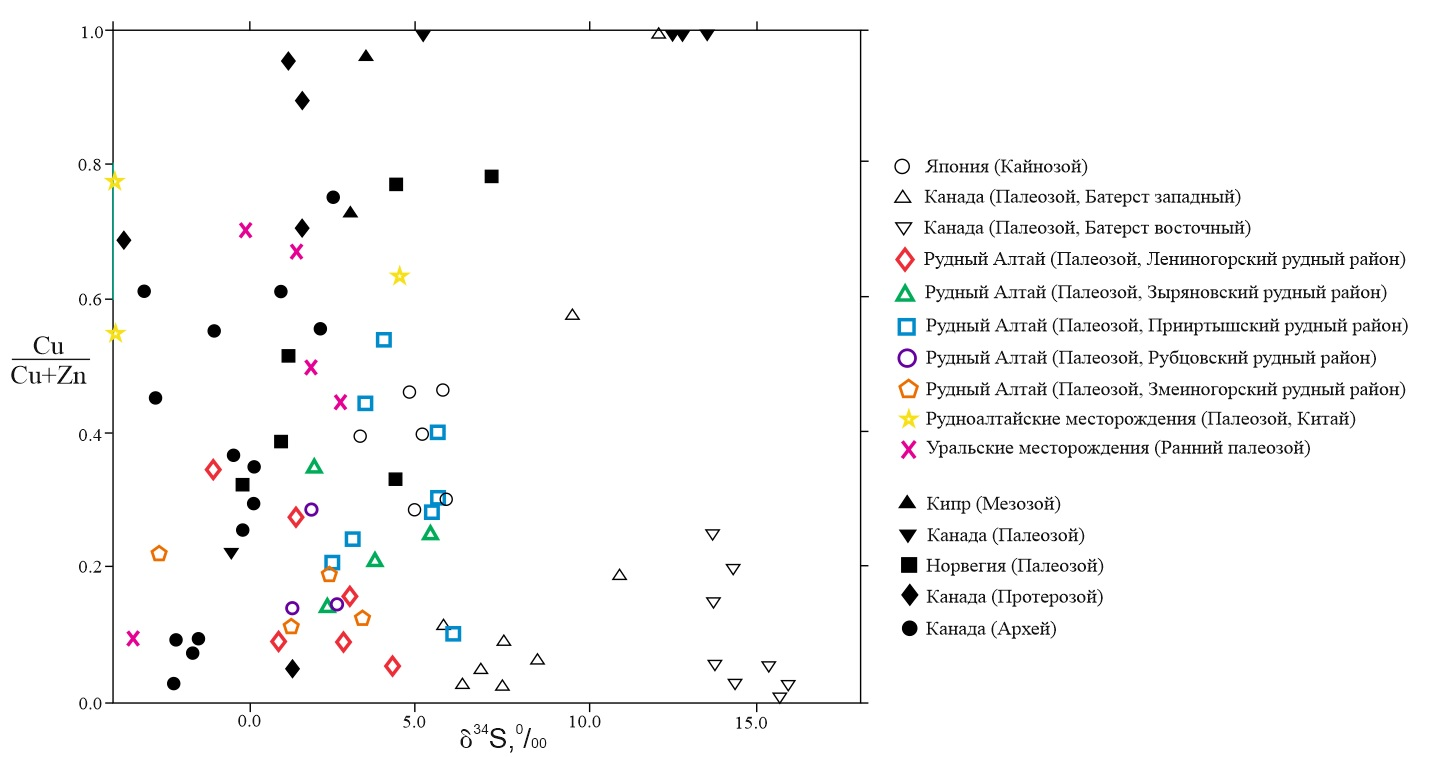 1.0
0.8
0.6
0.4
0.2
0.0
Cu
Cu+Zn
0.0
5.0
10.0
15.0
δ³⁴S, ⁰/₀₀
Япония (Кайнозой)
Канада (Палеозой, Батерст западный)
Канада (Палеозой, Батерст восточный)
Рудный Алтай (Палеозой, Лениногорский рудный район)
Рудный Алтай (Палеозой, Зыряновский рудный район)
Рудный Алтай (Палеозой, Прииртышский рудный район)
Рудный Алтай (Палеозой, Рубцовский рудный район)
Рудный Алтай (Палеозой, Змеиногорский рудный район)
Рудноалтайские месторождения (Палеозой, Китай)
Уральские месторождения (Ранний палеозой)
Кипр (Мезозой)
Канада (Палеозой)
Норвегия (Палеозой)
Канада (Протерозой)
Канада (Архей)